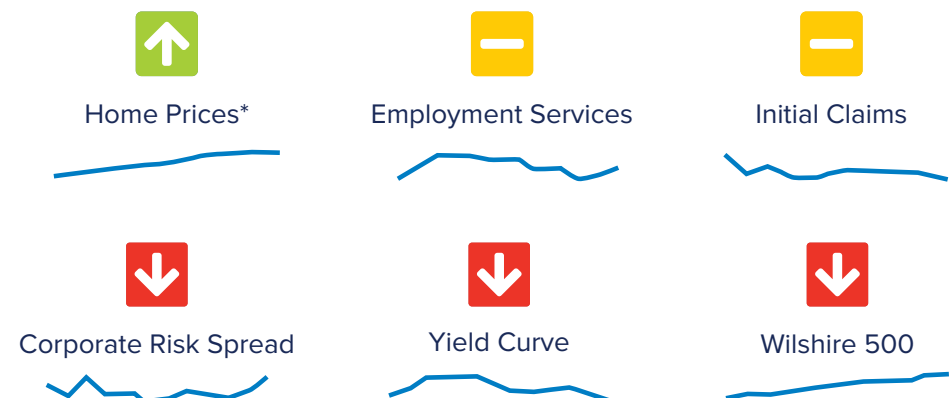 Home Prices*
Employment Services
Initial Claims
Corporate Risk Spread
Yield Curve
Wilshire 500